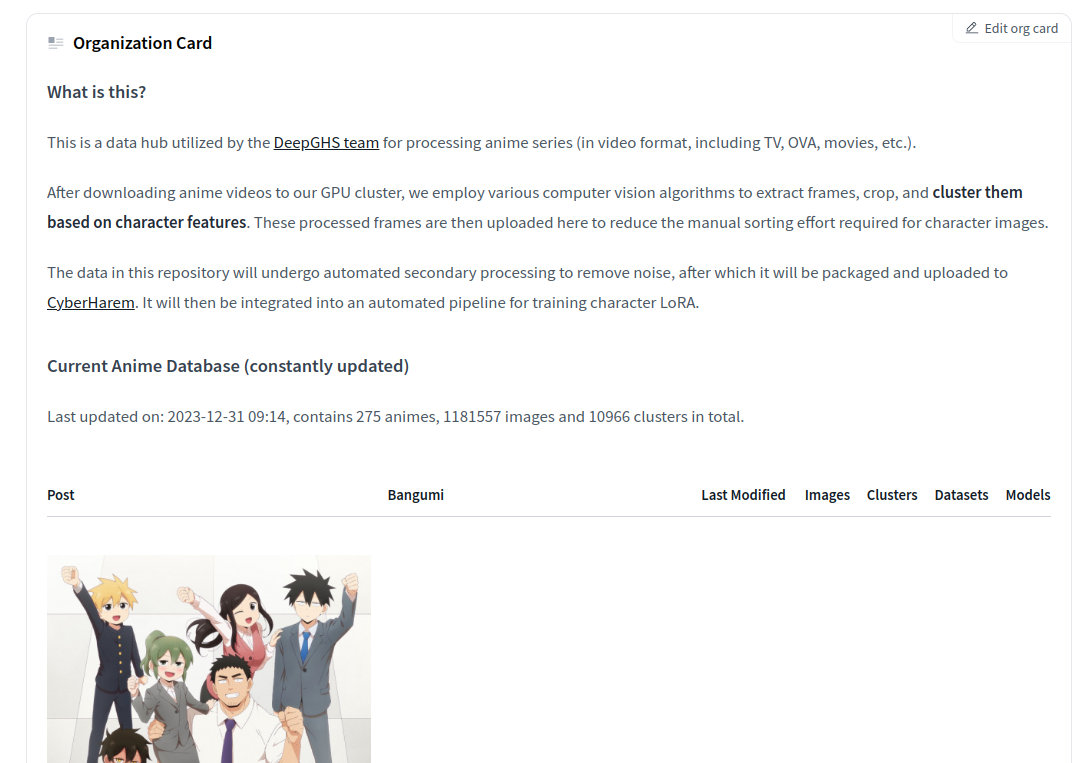 Edit org card
Organization Card
What is this?
This is a data hub utilized by the DeepGHS team for processing anime series (in video format, including TV, OVA, movies, etc.).
After downloading anime videos to our GPU cluster, we employ various computer vision algorithms to extract frames, crop, and cluster them
based on character features. These processed frames are then uploaded here to reduce the manual sorting effort required for character images.
The data in this repository will undergo automated secondary processing to remove noise, after which it will be packaged and uploaded to
CyberHarem. It will then be integrated into an automated pipeline for training character LoRA.
Current Anime Database (constantly updated)
Last updated on: 2023-12-31 09:14, contains 275 animes, 1181557 images and 10966 clusters in total.
Post Bangumi Last Modified Images Clusters Datasets Models